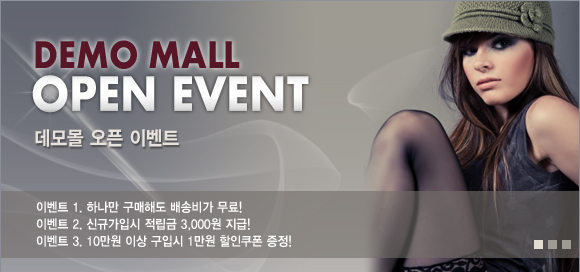 DEMO MALL
OPEN EVENT
데모몰 오픈 이벤트
이벤트 1. 하나만 구매해도 배송비가 무료!
이벤트 2. 신규가입시 적립금 3,000원 지급!
이벤트 3. 10만원 이상 구입시 1만원 할인쿠폰 증정!